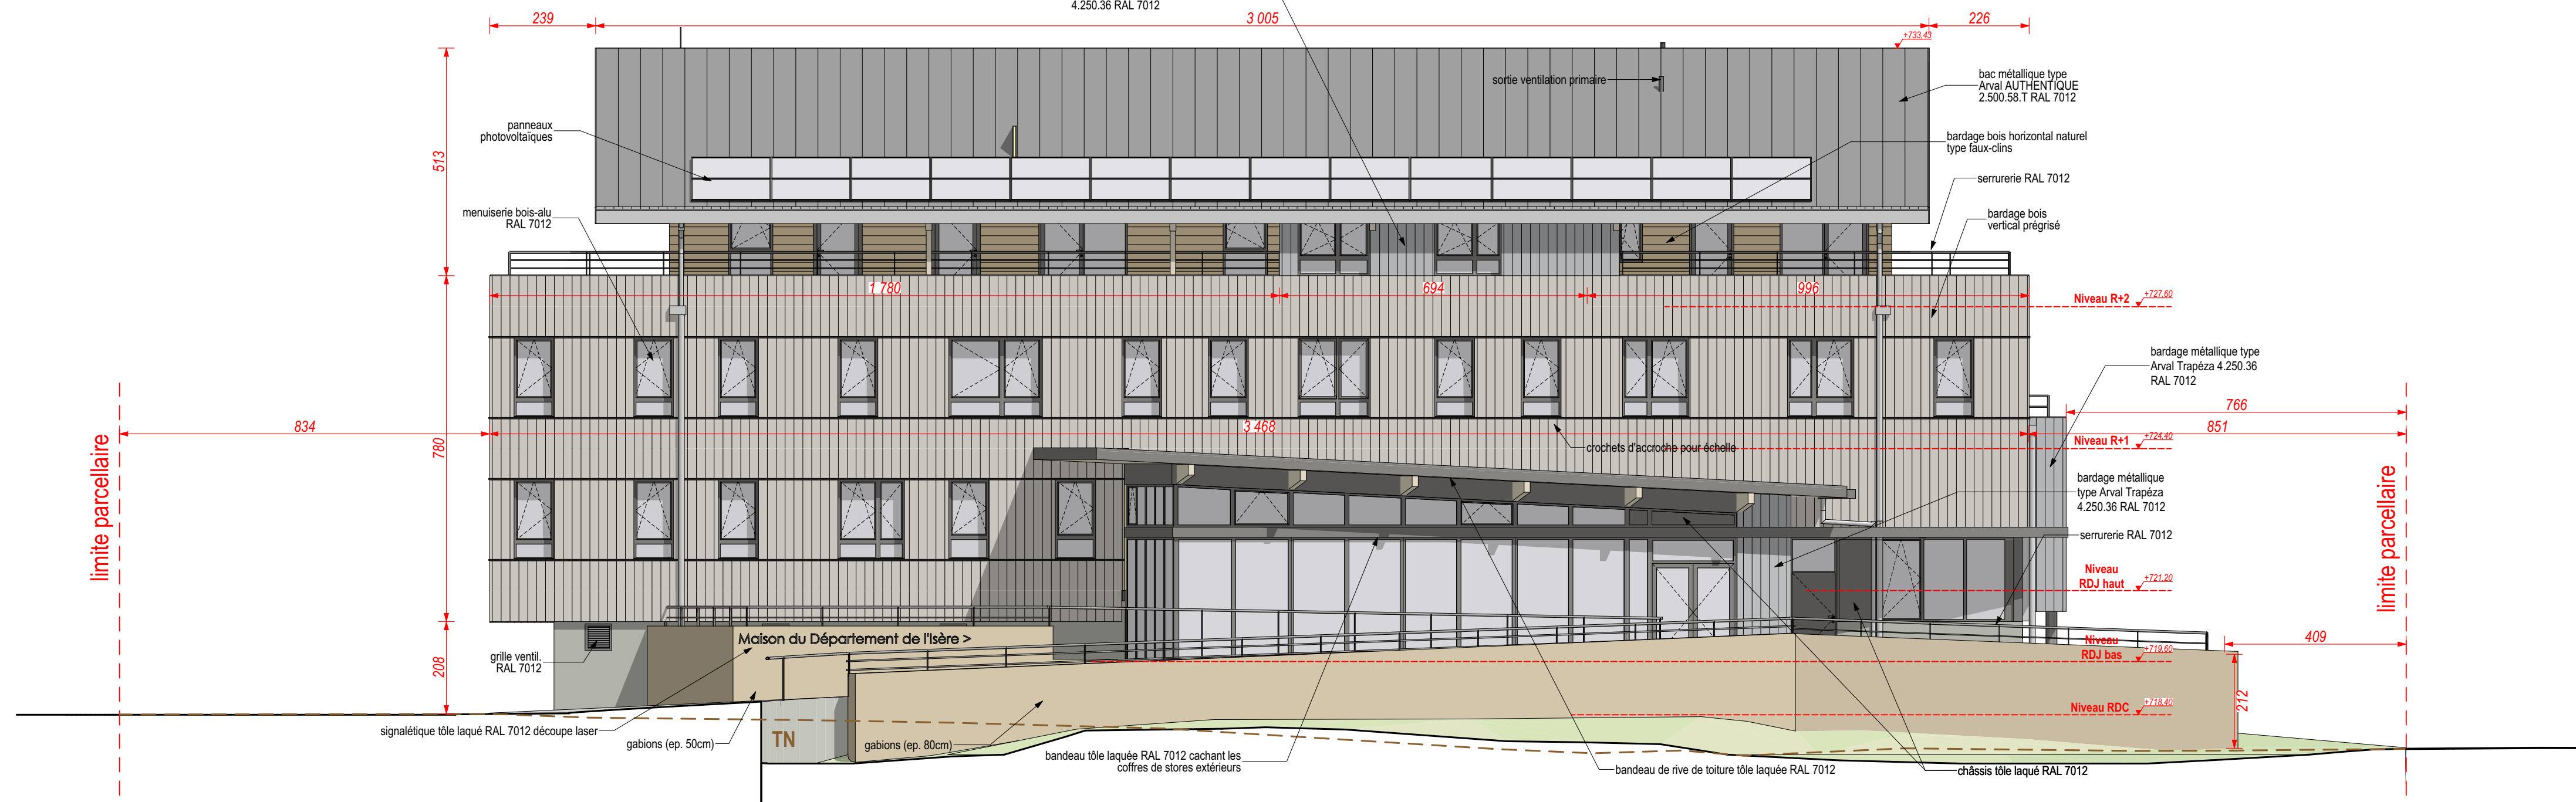 4.250.36 RAL 7012
239
3 005
226
+733,43
sortie ventilation primaire
bac métallique type
Arval AUTHENTIQUE
2.500.58.T RAL 7012
panneaux
photovoltaïques
bardage bois horizontal naturel
type faux-clins
513
serrurerie RAL 7012
menuiserie bois-alu
RAL 7012
bardage bois
vertical prégrisé
1 780
694
996
Niveau R+2
+727,60
bardage métallique type
Arval Trapéza 4.250.36
RAL 7012
766
834
3 468
851
780
crochets d'accroche pour échelle
Niveau R+1
+724,40
limite parcellaire
limite parcellaire
bardage métallique
type Arval Trapéza
4.250.36 RAL 7012
serrurerie RAL 7012
Niveau
RDJ haut
+721,20
Maison du Département de l'Isère >
grille ventil.
RAL 7012
208
Niveau
RDJ bas
+719,60
409
212
Niveau RDC
+718,40
signalétique tôle laqué RAL 7012 découpe laser
gabions (ep. 50cm)
TN
gabions (ep. 80cm)
bandeau tôle laquée RAL 7012 cachant les
coffres de stores extérieurs
bandeau de rive de toiture tôle laquée RAL 7012
châssis tôle laqué RAL 7012